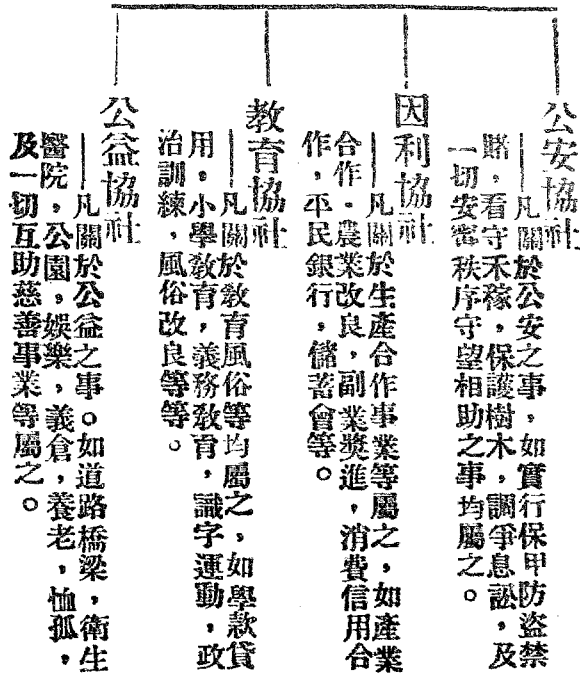 公安協社
——凡關於公安之事，如實行保甲防盜禁
賭，看守禾稼，保護樹木，調爭息訟，及
一切安甯秩序守望相助之事均屬之。
因利協社
——凡關於生產合作事業等屬之，如產業
合作，農業改良，副業獎進，消費信用合
作，平民銀行，儲蓄會等。
教育協社
——凡關於教育風俗等均屬之，如學款貸
用，小學教育，義務教育，識字運動，政
治訓練，風俗改良等等。
公益協社
——凡關於公益之事。如道路橋梁，衛生
醫院，公園，娛樂，義倉，養老，恤孤，
及一切互助慈善事業等屬之。